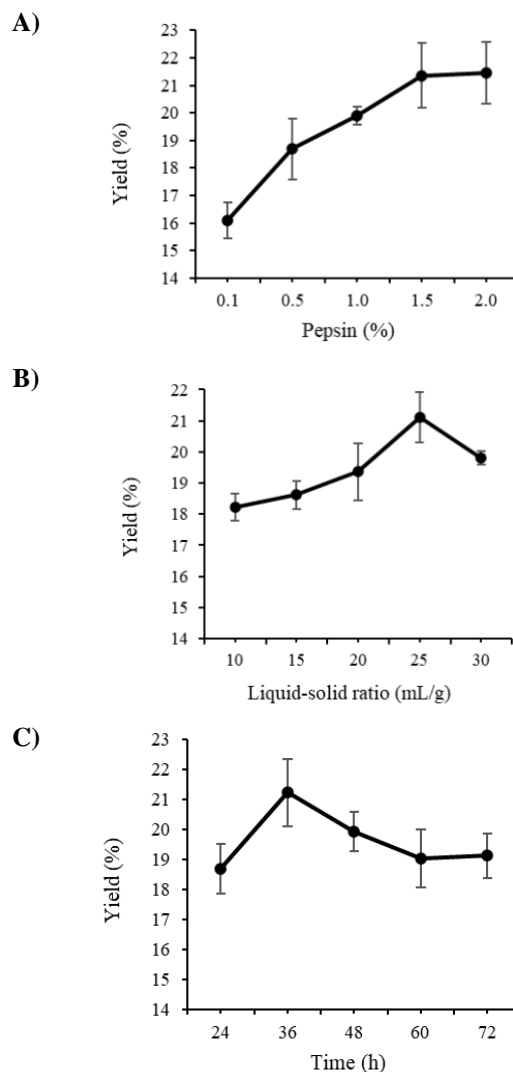 A)
23
22
21
20
19
18
17
16
15
14
Yield (%)
0.1 0.5 1.0 1.5 2.0
Pepsin (%)
B)
22
21
20
19
18
17
16
15
14
Yield (%)
10 15 20 25 30
Liquid-solid ratio (mL/g)
C)
23
22
21
20
19
18
17
16
15
14
Yield (%)
24 36 48 60 72
Time (h)